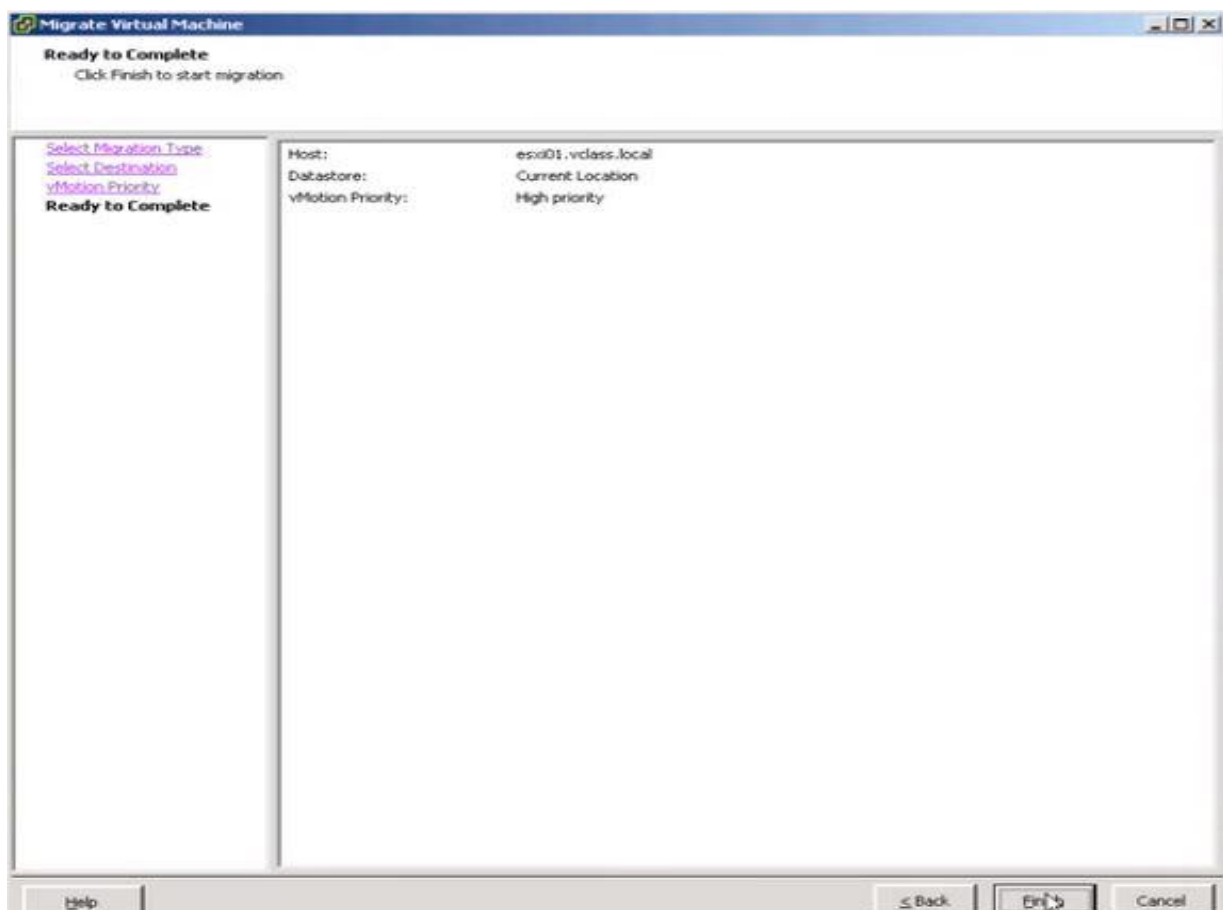 Migrate Virtual Machine
Ready to Complete
Click Finish to start migration
Select Migration Type
Select Destination
vMotion Priority
Ready to Complete
Host: esxi01.vclass.local
Datastore: Current Location
vMotion Priority: High priority
Help
≤ Back
Finish
Cancel